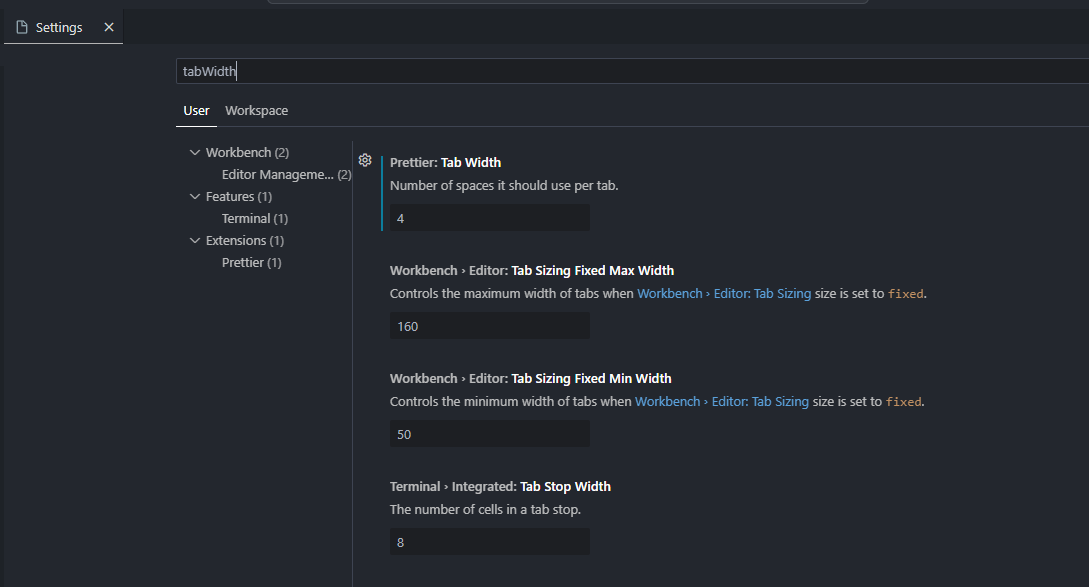 Settings
tabWidth
User Workspace
Workbench (2)
Editor Manageme... (2)
Features (1)
Terminal (1)
Extensions (1)
Prettier (1)
Prettier: Tab Width
Number of spaces it should use per tab.
4
Workbench › Editor: Tab Sizing Fixed Max Width
Controls the maximum width of tabs when Workbench › Editor: Tab Sizing size is set to fixed.
160
Workbench › Editor: Tab Sizing Fixed Min Width
Controls the minimum width of tabs when Workbench › Editor: Tab Sizing size is set to fixed.
50
Terminal › Integrated: Tab Stop Width
The number of cells in a tab stop.
8